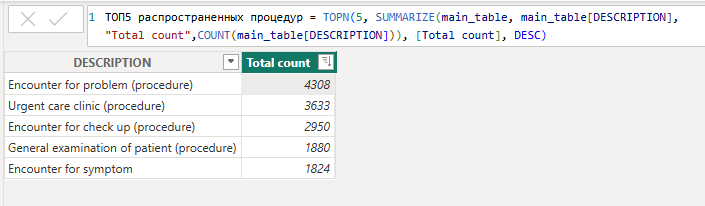 1 ТОП5 распространенных процедур = TOPN(5, SUMMARIZE(main_table, main_table[DESCRIPTION],
"Total count",COUNT(main_table[DESCRIPTION])), [Total count], DESC)
DESCRIPTION Total count
Encounter for problem (procedure) 4308
Urgent care clinic (procedure) 3633
Encounter for check up (procedure) 2950
General examination of patient (procedure) 1880
Encounter for symptom 1824